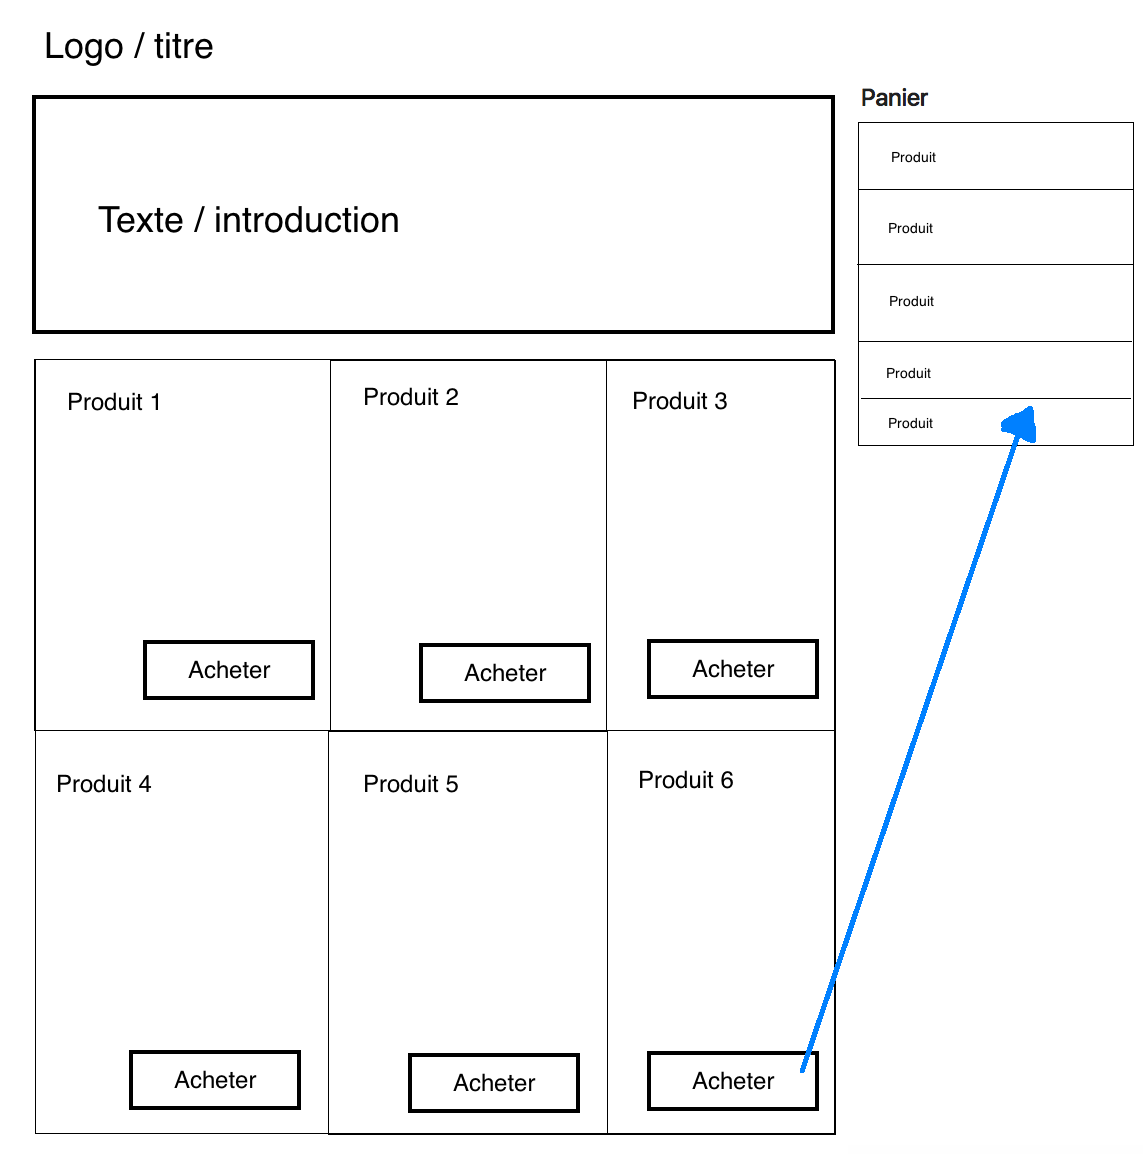 Logo / titre
Texte / introduction
Produit 1
Produit 2
Produit 3
Acheter
Acheter
Acheter
Produit 4
Produit 5
Produit 6
Acheter
Acheter
Acheter
Panier
Produit
Produit
Produit
Produit
Produit